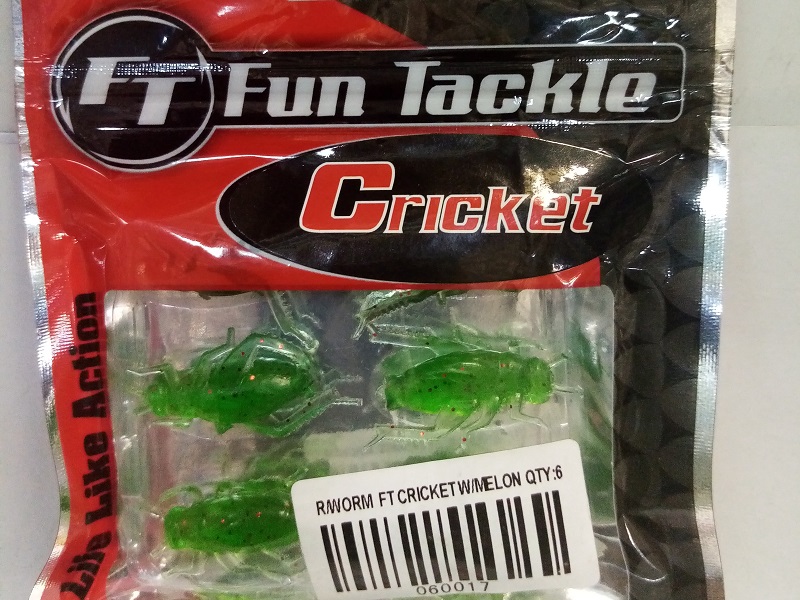 FT Fun Tackle
Cricket
Life Like Action
R/WORM FT CRICKET W/MELON QTY:6
060017